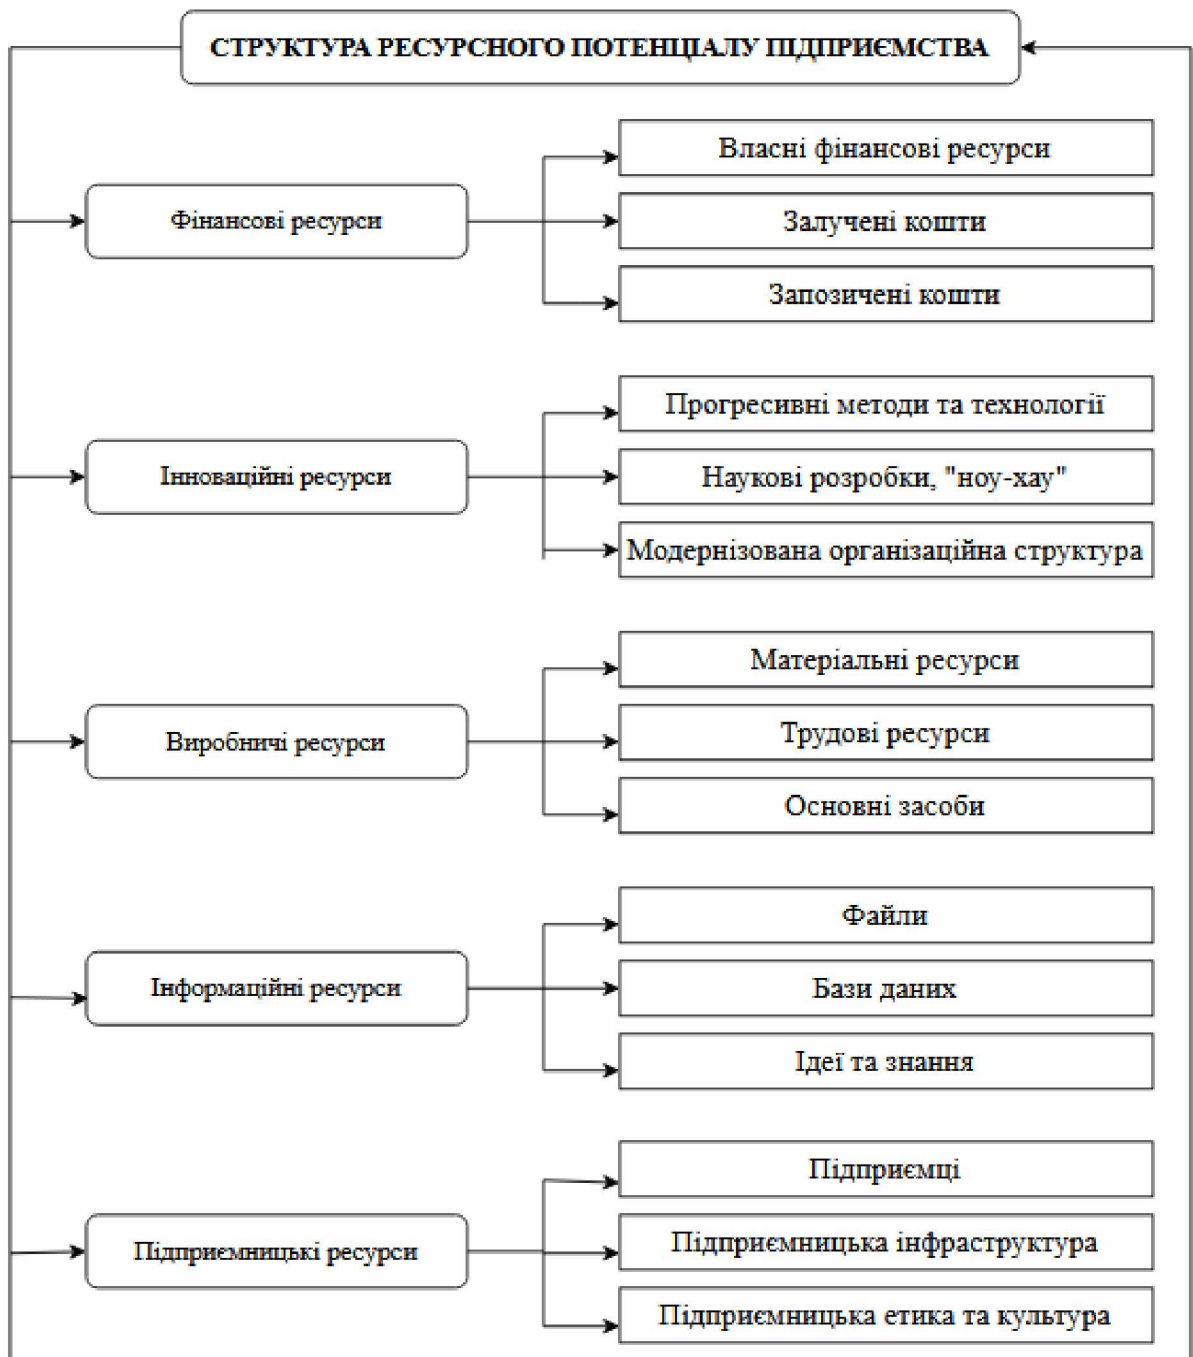 СТРУКТУРА РЕСУРСНОГО ПОТЕНЦІАЛУ ПІДПРИЄМСТВА
Фінансові ресурси
Власні фінансові ресурси
Залучені кошти
Запозичені кошти
Інноваційні ресурси
Прогресивні методи та технології
Наукові розробки, "ноу-хау"
Модернізована організаційна структура
Виробничі ресурси
Матеріальні ресурси
Трудові ресурси
Основні засоби
Інформаційні ресурси
Файли
Бази даних
Ідеї та знання
Підприємницькі ресурси
Підприємці
Підприємницька інфраструктура
Підприємницька етика та культура